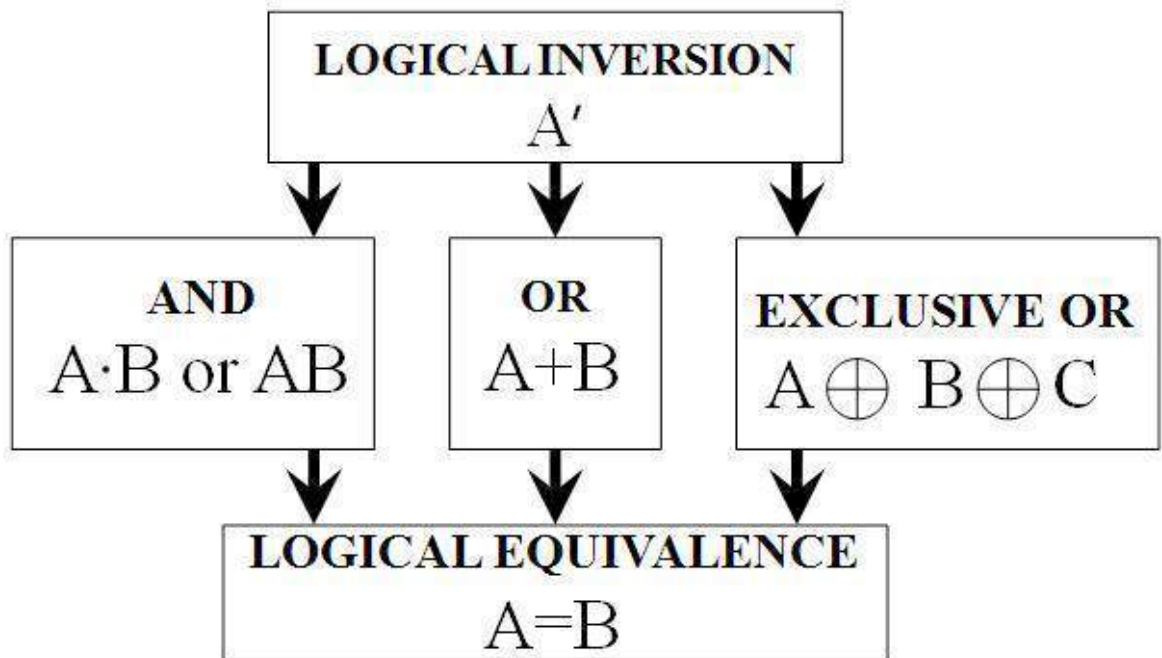 LOGICAL INVERSION
A′
AND
A·B or AB
OR
A+B
EXCLUSIVE OR
A⊕ B⊕C
LOGICAL EQUIVALENCE
A=B